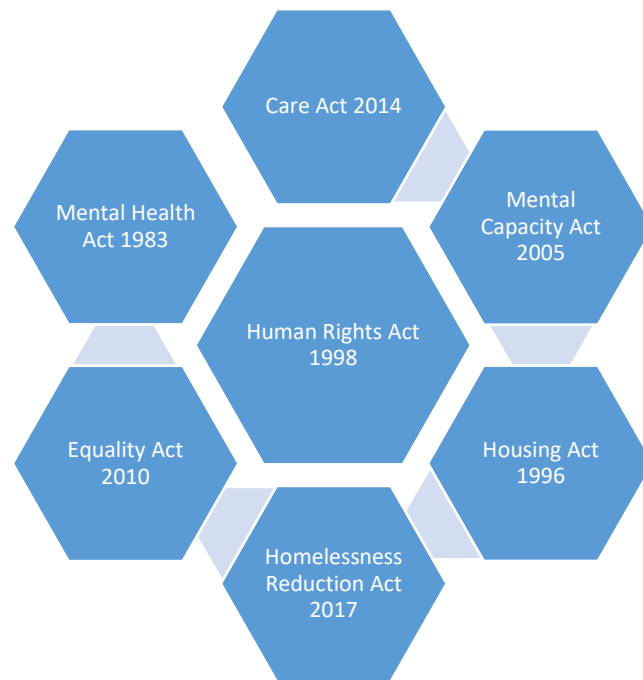 Care Act 2014
Mental Health
Act 1983
Mental
Capacity Act
2005
Human Rights Act
1998
Equality Act
2010
Housing Act
1996
Homelessness
Reduction Act
2017